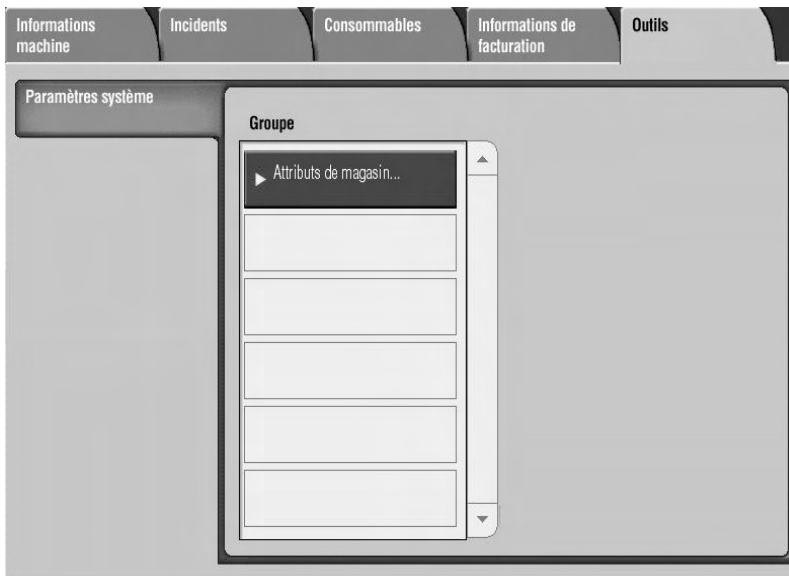 Informations
machine
Incidents
Consommables
Informations de
facturation
Outils
Paramètres système
Groupe
Attributs de magasin...